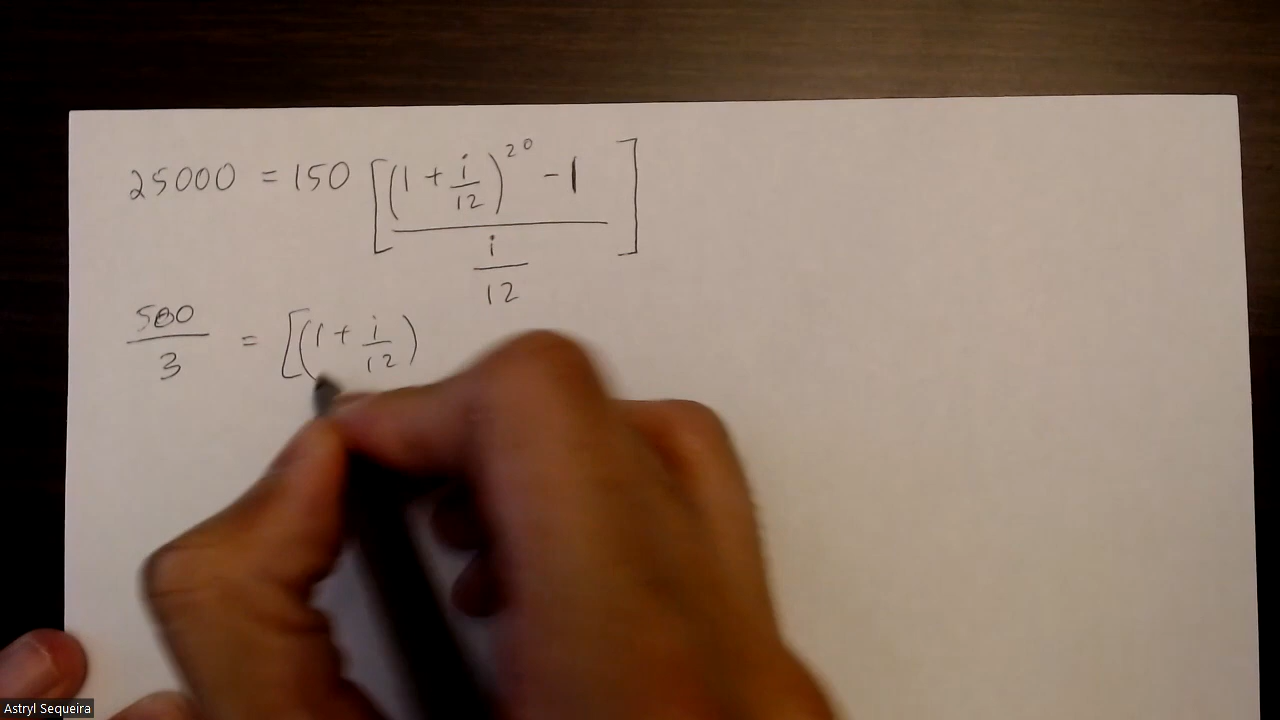 25000 = 150 [ ((1 + i/12)^20 - 1) / (i/12) ]
500/3 = [(1 + i/12)
Astryl Sequeira